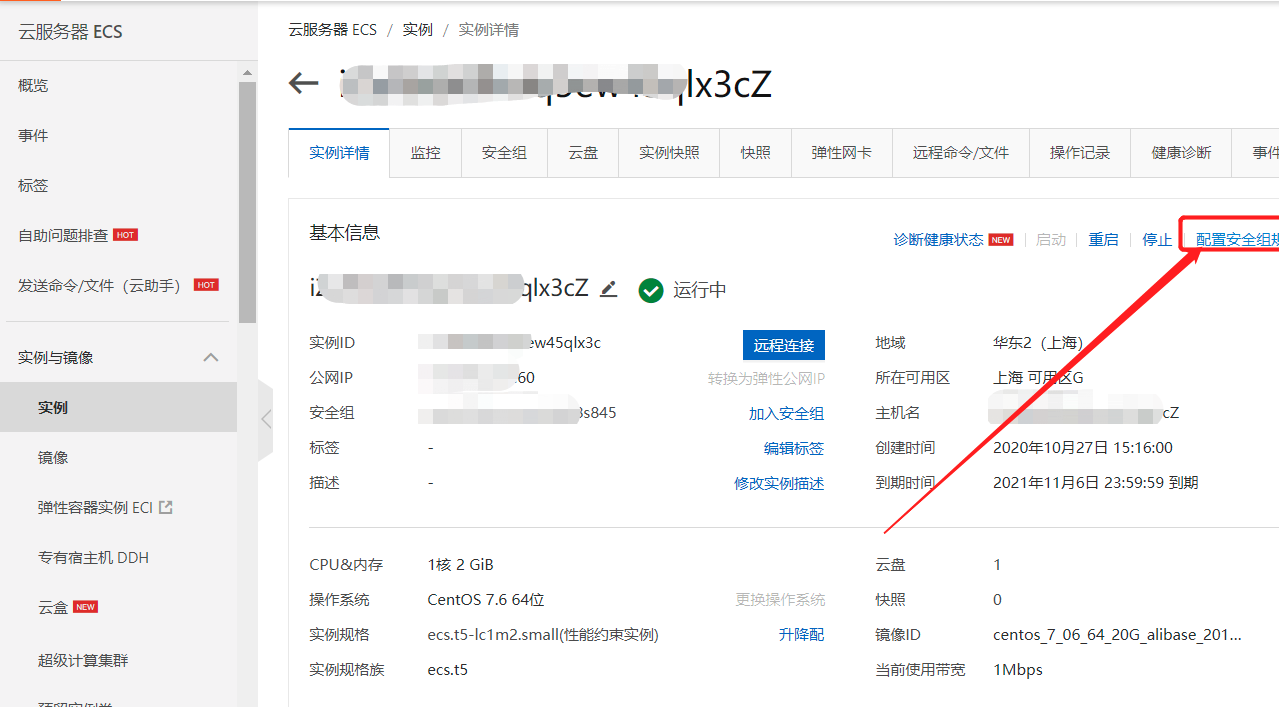 云服务器 ECS
概览
事件
标签
自助问题排查 HOT
发送命令/文件（云助手） HOT
实例与镜像
实例
镜像
弹性容器实例 ECI
专有宿主机 DDH
云盒 NEW
超级计算集群
云服务器 ECS / 实例 / 实例详情
qlx3cZ
实例详情 监控 安全组 云盘 实例快照 快照 弹性网卡 远程命令/文件 操作记录 健康诊断 事件
基本信息
诊断健康状态 NEW 启动 重启 停止 配置安全组规
qlx3cZ 运行中
实例ID ew45qlx3c 远程连接 地域 华东2（上海）
公网IP 60 转换为弹性公网IP 所在可用区 上海 可用区G
安全组 3s845 加入安全组 主机名 cZ
标签 - 编辑标签 创建时间 2020年10月27日 15:16:00
描述 - 修改实例描述 到期时间 2021年11月6日 23:59:59 到期
CPU&内存 1核 2 GiB 云盘 1
操作系统 CentOS 7.6 64位 更换操作系统 快照 0
实例规格 ecs.t5-lc1m2.small(性能约束实例) 升降配 镜像ID centos_7_06_64_20G_alibase_201...
实例规格族 ecs.t5 当前使用带宽 1Mbps